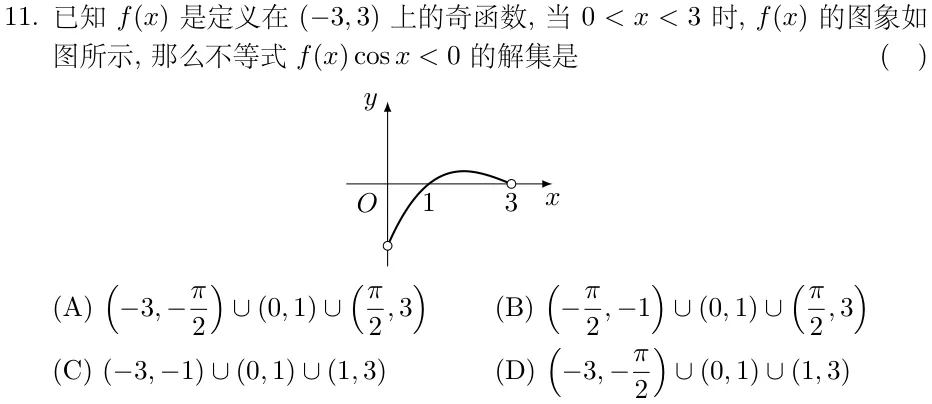 11. 已知 f(x) 是定义在 (−3, 3) 上的奇函数, 当 0 < x < 3 时, f(x) 的图象如
图所示, 那么不等式 f(x) cos x < 0 的解集是 ( )
y
O 1 3 x
(A) (−3, −π/2) ∪ (0, 1) ∪ (π/2, 3) (B) (−π/2, −1) ∪ (0, 1) ∪ (π/2, 3)
(C) (−3, −1) ∪ (0, 1) ∪ (1, 3) (D) (−3, −π/2) ∪ (0, 1) ∪ (1, 3)